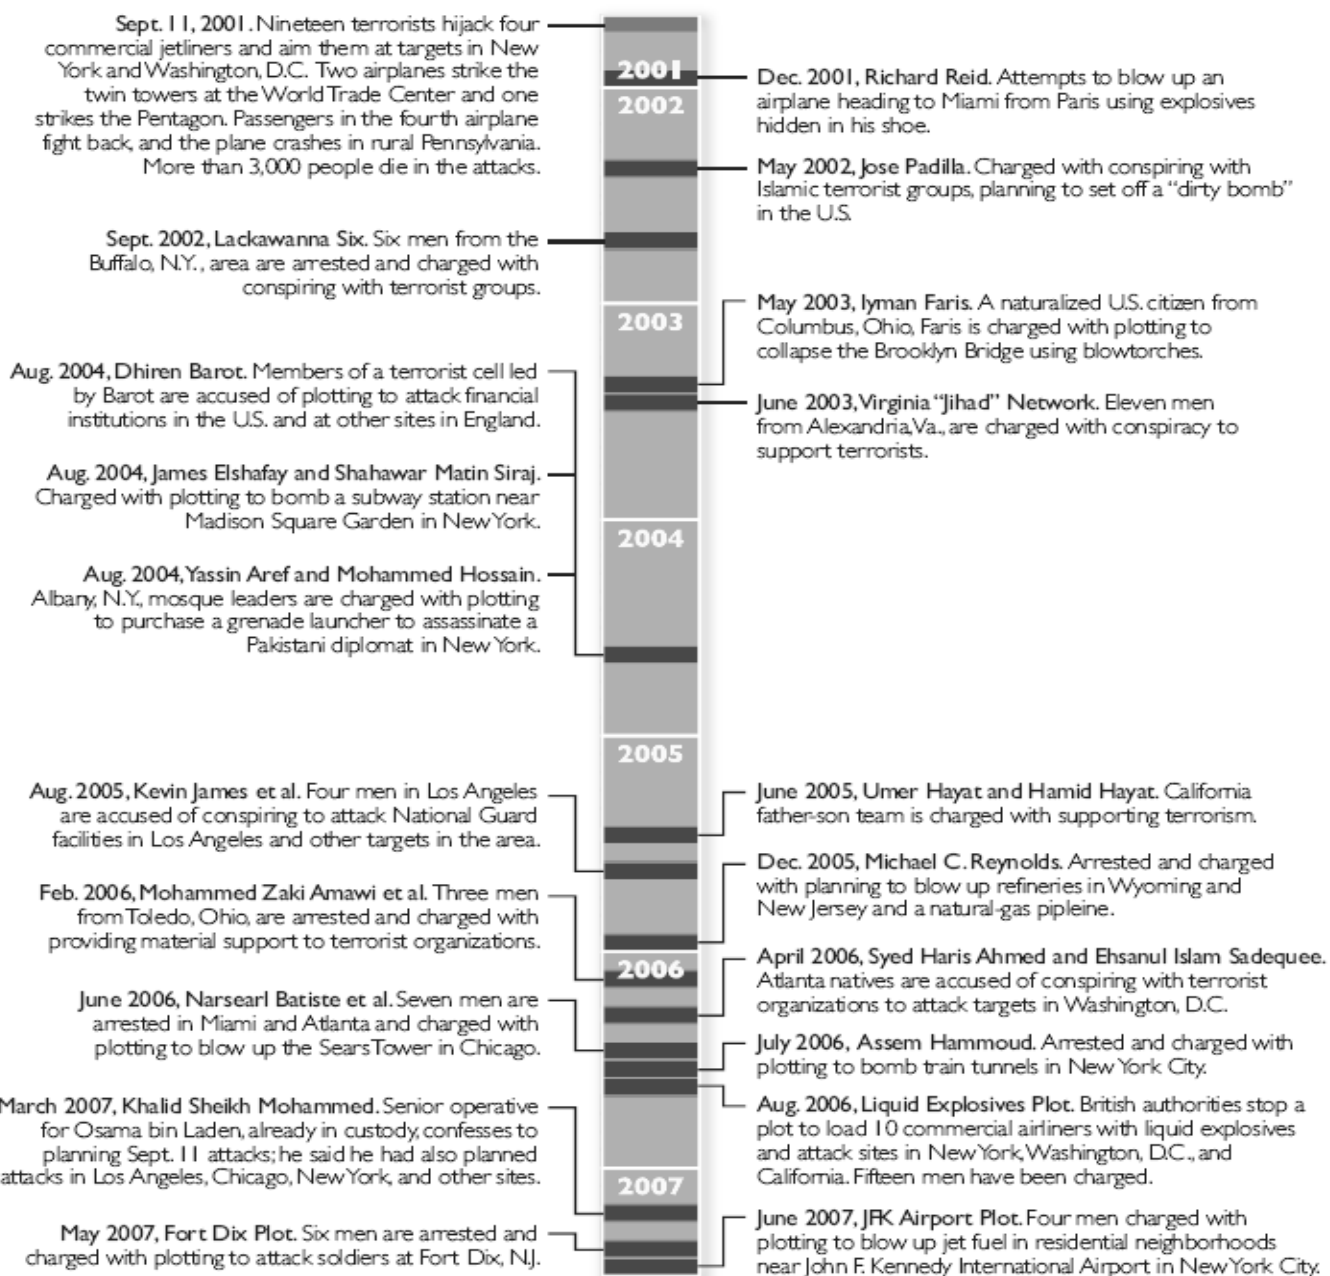 Sept. 11, 2001. Nineteen terrorists hijack four
commercial jetliners and aim them at targets in New
York and Washington, D.C. Two airplanes strike the
twin towers at the World Trade Center and one
strikes the Pentagon. Passengers in the fourth airplane
fight back, and the plane crashes in rural Pennsylvania.
More than 3,000 people die in the attacks.
2001
Dec. 2001, Richard Reid. Attempts to blow up an
airplane heading to Miami from Paris using explosives
hidden in his shoe.
2002
May 2002, Jose Padilla. Charged with conspiring with
Islamic terrorist groups, planning to set off a “dirty bomb”
in the U.S.
Sept. 2002, Lackawanna Six. Six men from the
Buffalo, N.Y., area are arrested and charged with
conspiring with terrorist groups.
2003
May 2003, Iyman Faris. A naturalized U.S. citizen from
Columbus, Ohio, Faris is charged with plotting to
collapse the Brooklyn Bridge using blowtorches.
June 2003, Virginia “Jihad” Network. Eleven men
from Alexandria, Va., are charged with conspiracy to
support terrorists.
Aug. 2004, Dhiren Barot. Members of a terrorist cell led
by Barot are accused of plotting to attack financial
institutions in the U.S. and at other sites in England.
Aug. 2004, James Elshafay and Shahawar Matin Siraj.
Charged with plotting to bomb a subway station near
Madison Square Garden in New York.
2004
Aug. 2004, Yassin Aref and Mohammed Hossain.
Albany, N.Y., mosque leaders are charged with plotting
to purchase a grenade launcher to assassinate a
Pakistani diplomat in New York.
2005
June 2005, Umer Hayat and Hamid Hayat. California
father-son team is charged with supporting terrorism.
Aug. 2005, Kevin James et al. Four men in Los Angeles
are accused of conspiring to attack National Guard
facilities in Los Angeles and other targets in the area.
Dec. 2005, Michael C. Reynolds. Arrested and charged
with planning to blow up refineries in Wyoming and
New Jersey and a natural-gas pipleine.
Feb. 2006, Mohammed Zaki Amawi et al. Three men
from Toledo, Ohio, are arrested and charged with
providing material support to terrorist organizations.
2006
April 2006, Syed Haris Ahmed and Ehsanul Islam Sadequee.
Atlanta natives are accused of conspiring with terrorist
organizations to attack targets in Washington, D.C.
June 2006, Narsearl Batiste et al. Seven men are
arrested in Miami and Atlanta and charged with
plotting to blow up the Sears Tower in Chicago.
July 2006, Assem Hammoud. Arrested and charged with
plotting to bomb train tunnels in New York City.
Aug. 2006, Liquid Explosives Plot. British authorities stop a
plot to load 10 commercial airliners with liquid explosives
and attack sites in New York, Washington, D.C., and
California. Fifteen men have been charged.
March 2007, Khalid Sheikh Mohammed. Senior operative
for Osama bin Laden, already in custody, confesses to
planning Sept. 11 attacks; he said he had also planned
attacks in Los Angeles, Chicago, New York, and other sites.
2007
May 2007, Fort Dix Plot. Six men are arrested and
charged with plotting to attack soldiers at Fort Dix, N.J.
June 2007, JFK Airport Plot. Four men charged with
plotting to blow up jet fuel in residential neighborhoods
near John F. Kennedy International Airport in New York City.